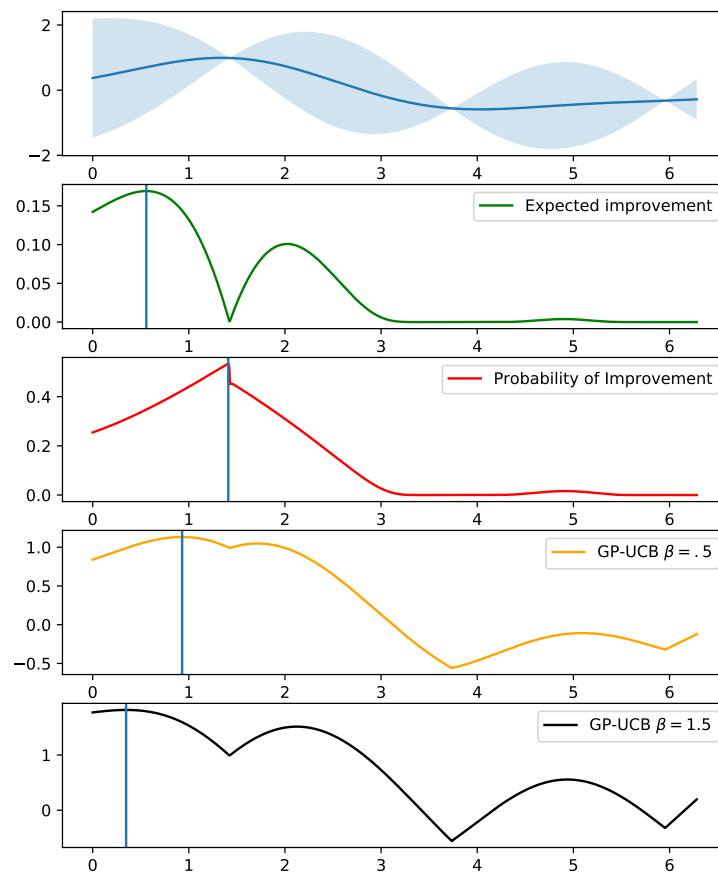 2
0
−2
0 1 2 3 4 5 6
0.15
0.10
0.05
0.00
Expected improvement
0 1 2 3 4 5 6
0.4
0.2
0.0
Probability of Improvement
0 1 2 3 4 5 6
1.0
0.5
0.0
−0.5
GP-UCB β = .5
0 1 2 3 4 5 6
1
0
GP-UCB β = 1.5
0 1 2 3 4 5 6